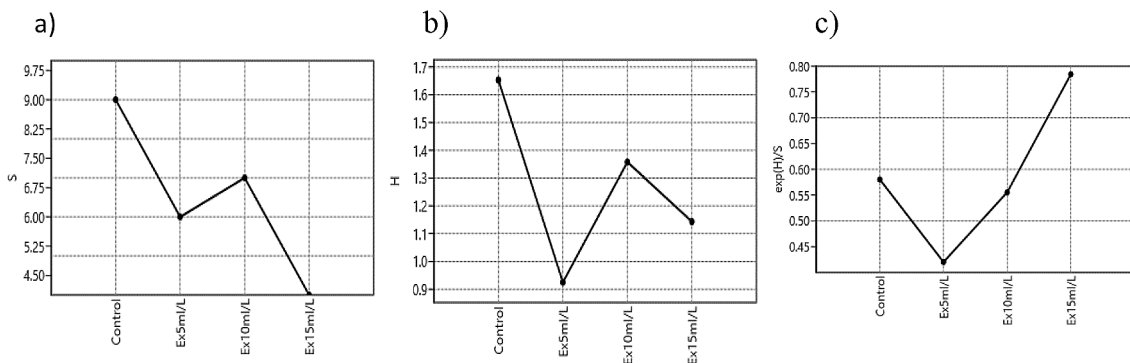 a)
9.75
9.00
8.25
7.50
6.75
6.00
5.25
4.50
S
Control
Ex5ml/L
Ex10ml/L
Ex15ml/L
b)
1.7
1.6
1.5
1.4
1.3
1.2
1.1
1.0
0.9
H
Control
Ex5ml/L
Ex10ml/L
Ex15ml/L
c)
0.80
0.75
0.70
0.65
0.60
0.55
0.50
0.45
exp(H)/S
Control
Ex5ml/L
Ex10ml/L
Ex15ml/L